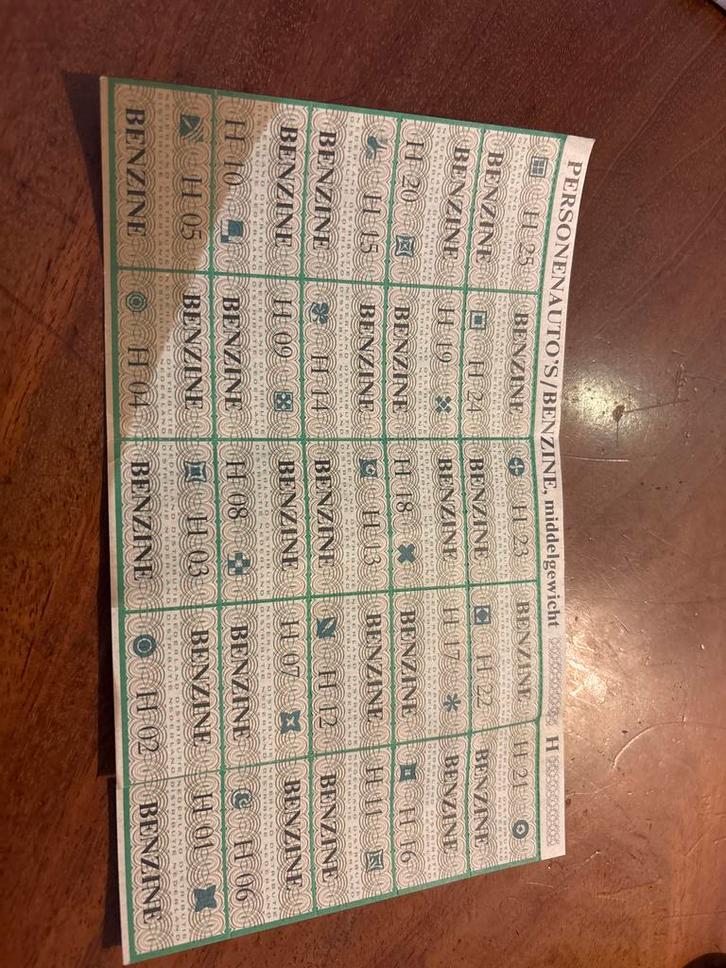 PERSONENAUTO'S/BENZINE, middelgewicht H
H 25 BENZINE H 23 BENZINE H 21
BENZINE H 24 BENZINE H 22 BENZINE
BENZINE H 19 BENZINE H 17 BENZINE
H 20 BENZINE H 18 BENZINE H 16
H 15 BENZINE H 13 BENZINE H 11
BENZINE H 14 BENZINE H 12 BENZINE
BENZINE H 09 BENZINE H 07 BENZINE
H 10 BENZINE H 08 BENZINE H 06
H 05 BENZINE H 03 BENZINE H 01
BENZINE H 04 BENZINE H 02 BENZINE